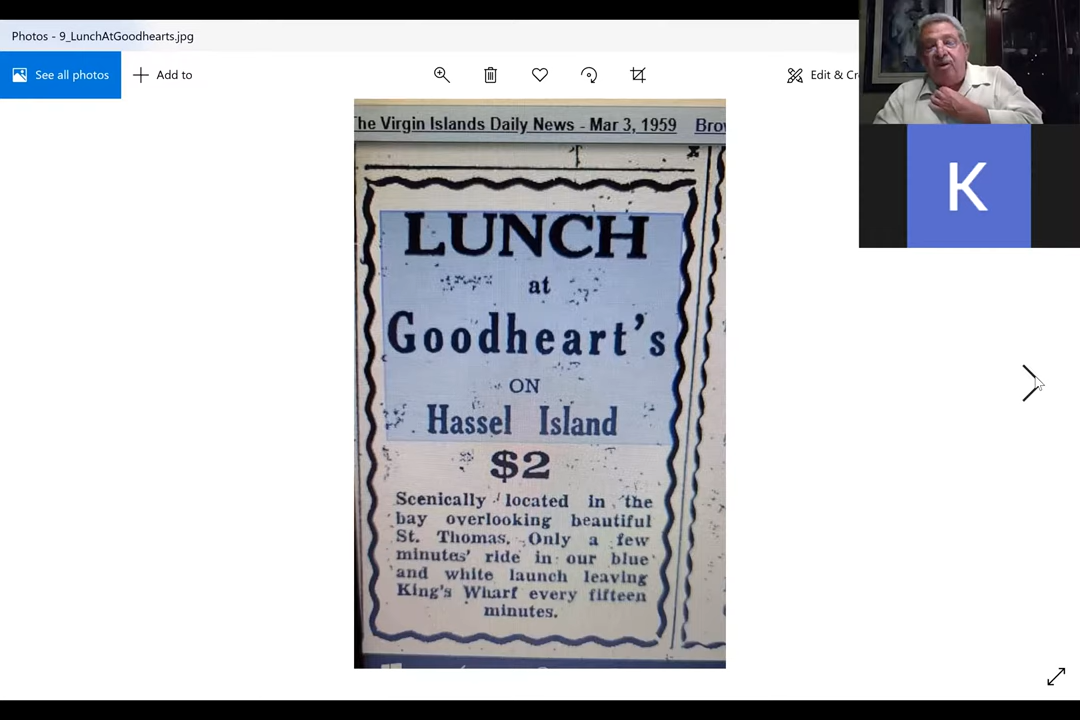 Photos - 9_LunchAtGoodhearts.jpg
See all photos
Add to
Edit & Cr
he Virgin Islands Daily News - Mar 3, 1959 Bro
LUNCH
at
Goodheart's
ON
Hassel Island
$2
Scenically located in the
bay overlooking beautiful
St. Thomas. Only a few
minutes' ride in our blue
and white launch leaving
King's Wharf every fifteen
minutes.
K